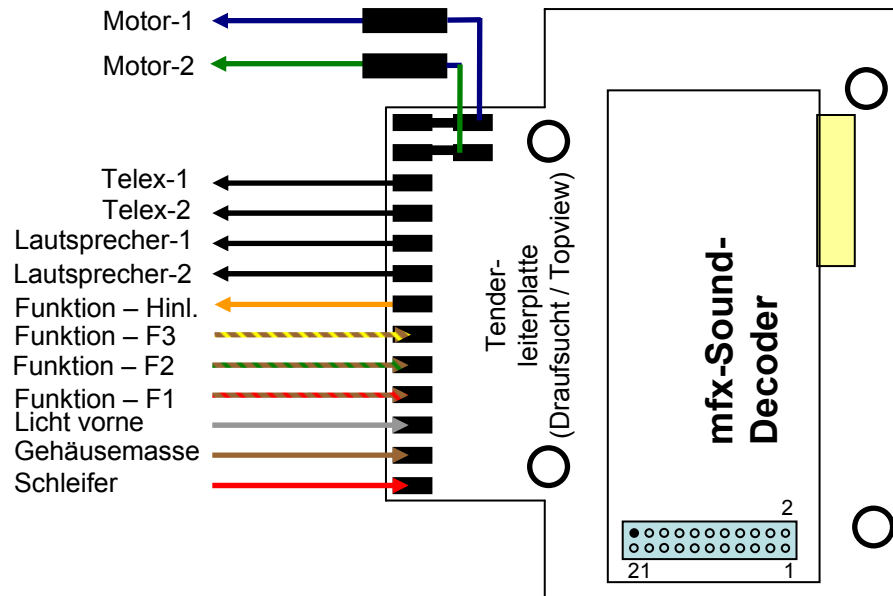 Motor-1
Motor-2
Telex-1
Telex-2
Lautsprecher-1
Lautsprecher-2
Funktion – Hinl.
Funktion – F3
Funktion – F2
Funktion – F1
Licht vorne
Gehäusemasse
Schleifer
Tender-
leiterplatte
(Draufsucht / Topview)
mfx-Sound-
Decoder
2
21
1